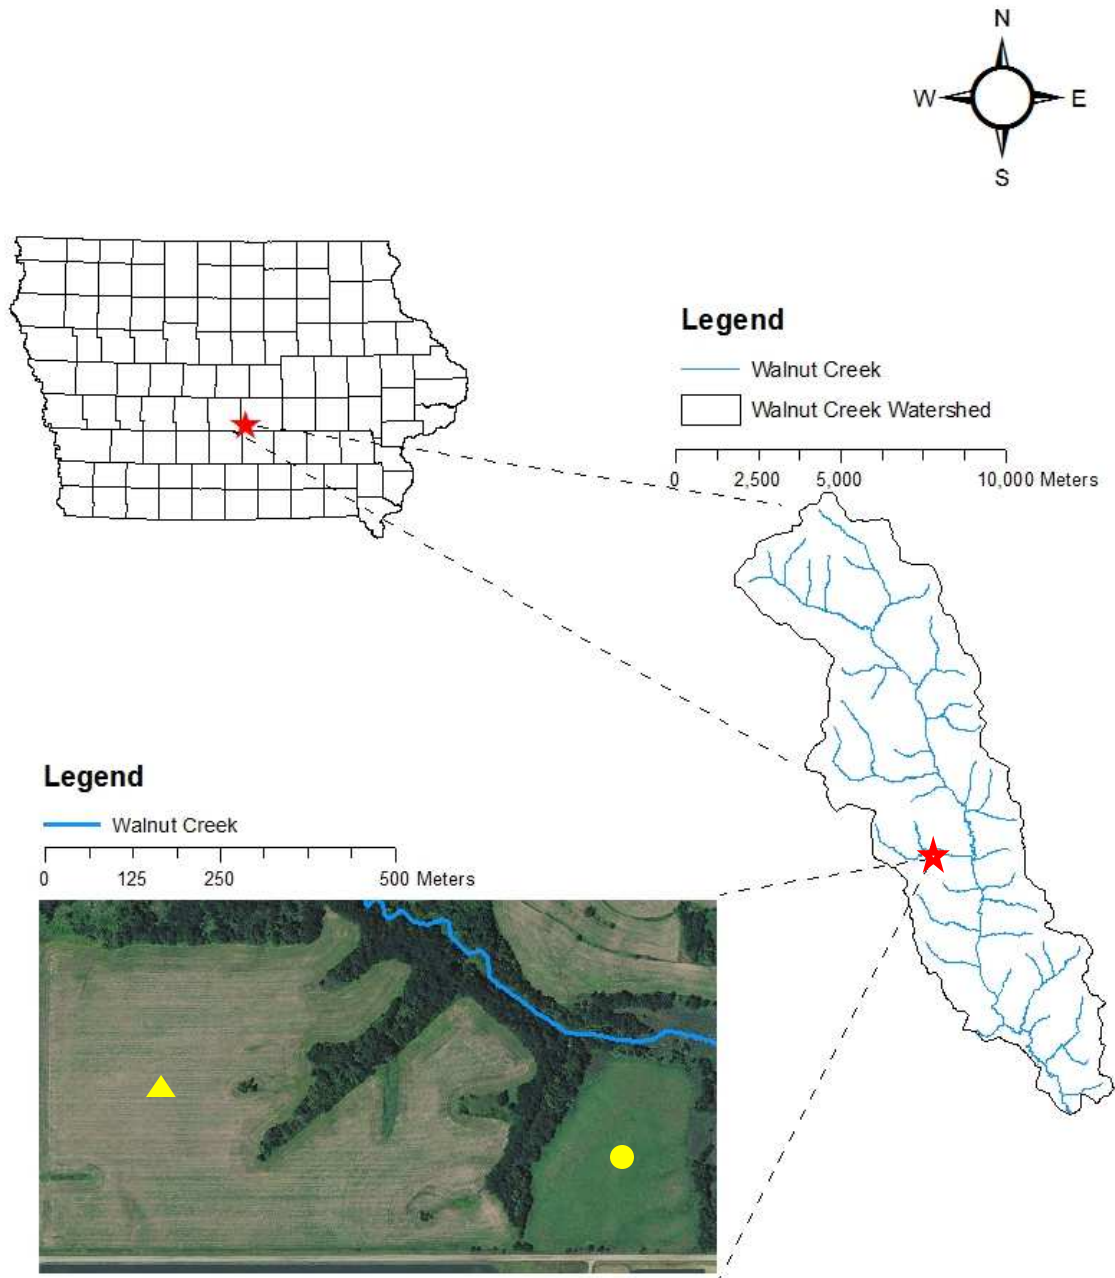 N
W E
S
Legend
Walnut Creek
Walnut Creek Watershed
0 2,500 5,000 10,000 Meters
Legend
Walnut Creek
0 125 250 500 Meters